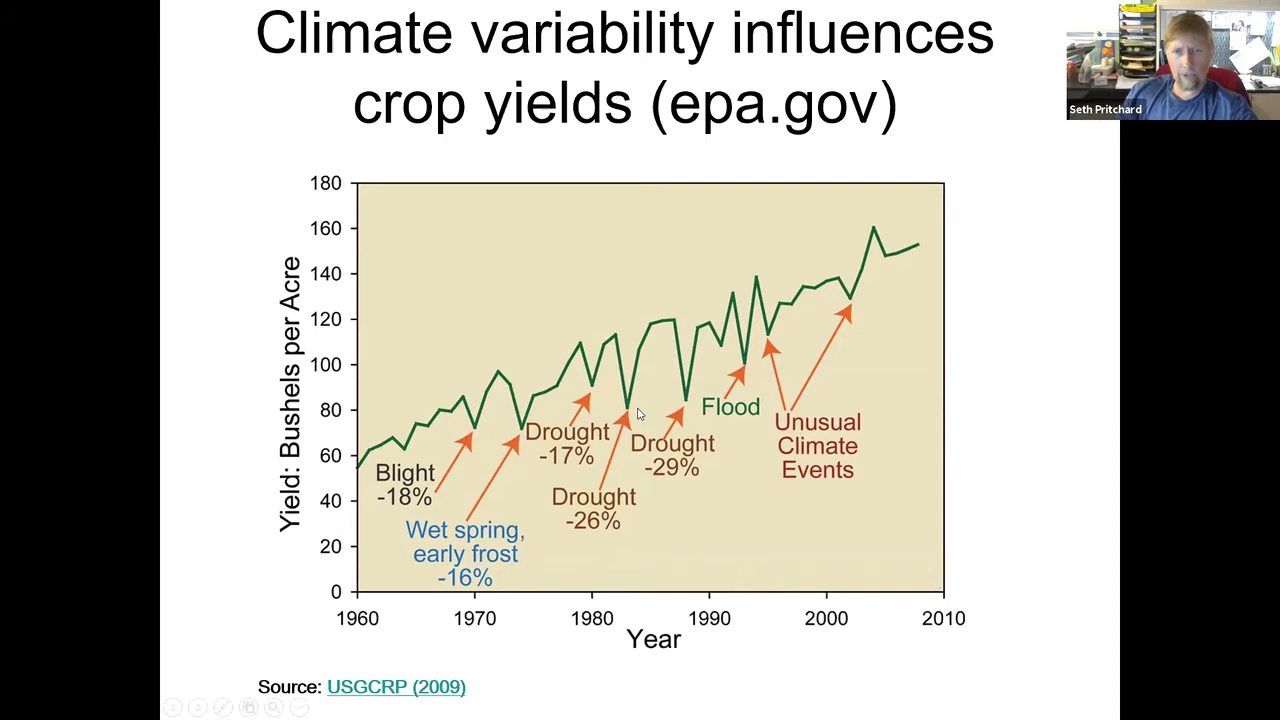 Climate variability influences
crop yields (epa.gov)
Seth Pritchard
Yield: Bushels per Acre
180
160
140
120
100
80
60
40
20
0
Blight
-18%
Wet spring,
early frost
-16%
Drought
-17%
Drought
-26%
Drought
-29%
Flood
Unusual
Climate
Events
1960
1970
1980
1990
2000
2010
Year
Source: USGCRP (2009)